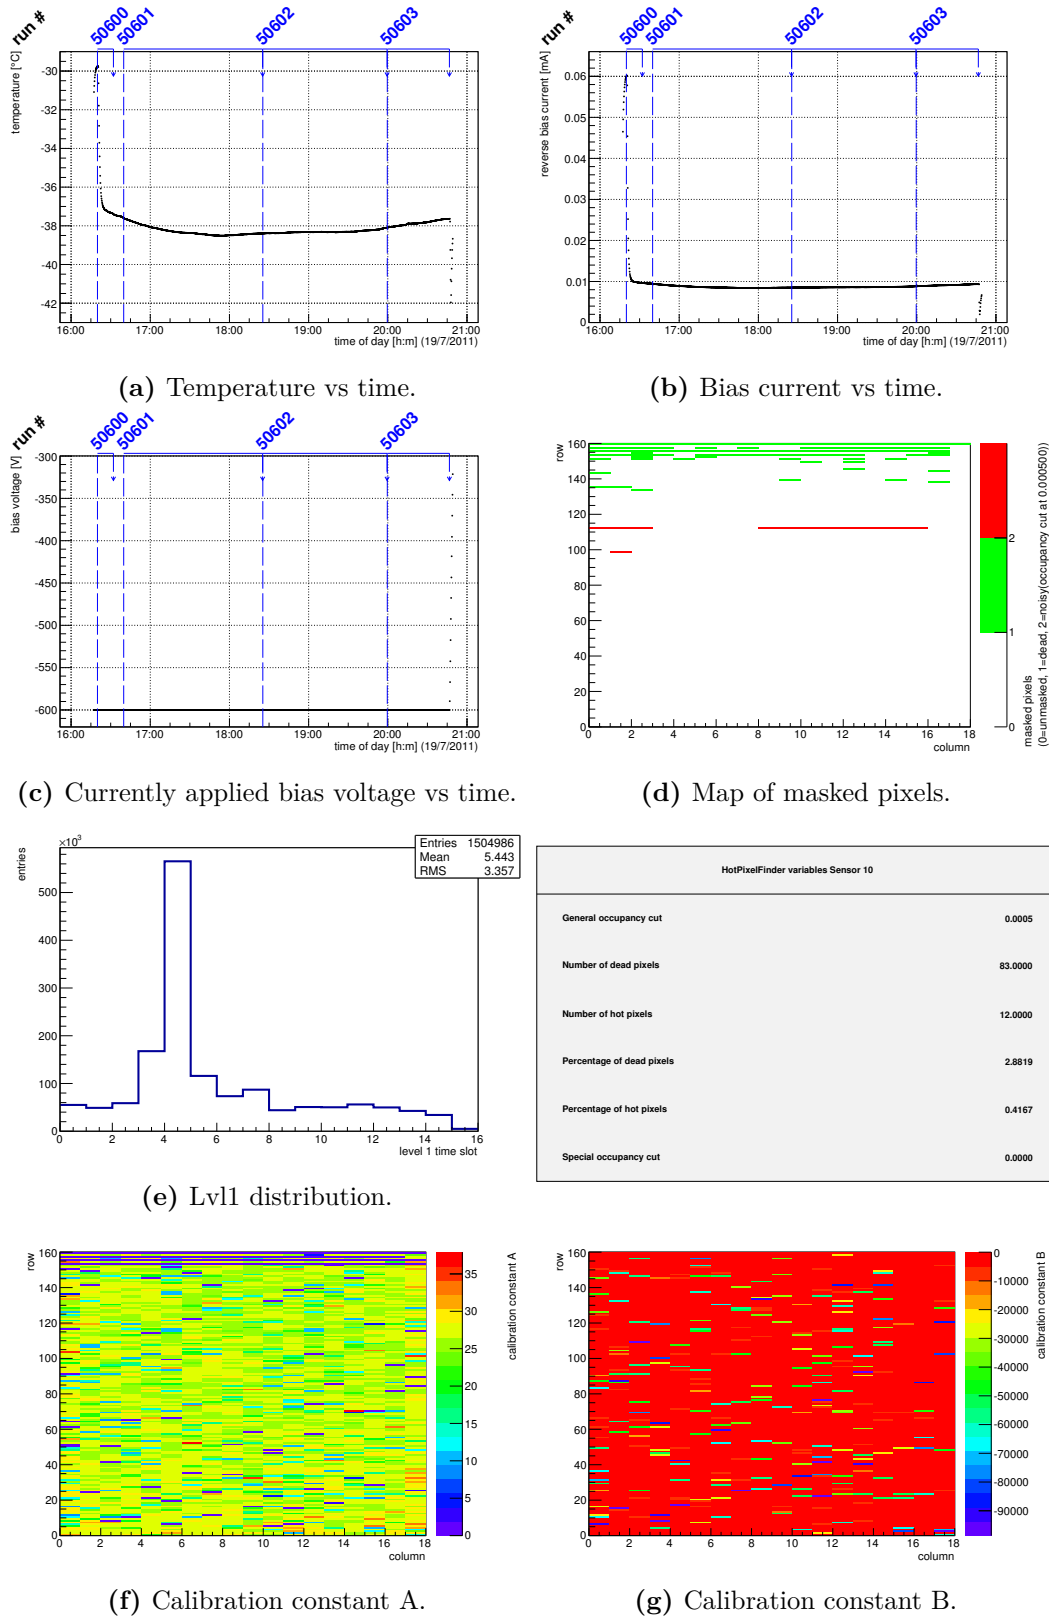 run #
50600
50601
50602
50603
temperature [°C]
-30
-32
-34
-36
-38
-40
-42
16:00 17:00 18:00 19:00 20:00 21:00
time of day [h:m] (19/7/2011)
(a) Temperature vs time.
run #
50600
50601
50602
50603
reverse bias current [mA]
0.06
0.05
0.04
0.03
0.02
0.01
0
16:00 17:00 18:00 19:00 20:00 21:00
time of day [h:m] (19/7/2011)
(b) Bias current vs time.
run #
50600
50601
50602
50603
bias voltage [V]
-300
-350
-400
-450
-500
-550
-600
16:00 17:00 18:00 19:00 20:00 21:00
time of day [h:m] (19/7/2011)
(c) Currently applied bias voltage vs time.
row
160
140
120
100
80
60
40
20
0
0 2 4 6 8 10 12 14 16 18
column
2
1
0
masked pixels
(0=unmasked, 1=dead, 2=noisy(occupancy cut at 0.000500))
(d) Map of masked pixels.
entries
×10³
500
400
300
200
100
0
0 2 4 6 8 10 12 14 16
level 1 time slot
Entries 1504986
Mean 5.443
RMS 3.357
(e) Lvl1 distribution.
HotPixelFinder variables Sensor 10
General occupancy cut 0.0005
Number of dead pixels 83.0000
Number of hot pixels 12.0000
Percentage of dead pixels 2.8819
Percentage of hot pixels 0.4167
Special occupancy cut 0.0000
row
160
140
120
100
80
60
40
20
0
0 2 4 6 8 10 12 14 16 18
column
35
30
25
20
15
10
5
0
calibration constant A
(f) Calibration constant A.
row
160
140
120
100
80
60
40
20
0
0 2 4 6 8 10 12 14 16 18
column
0
-10000
-20000
-30000
-40000
-50000
-60000
-70000
-80000
-90000
calibration constant B
(g) Calibration constant B.